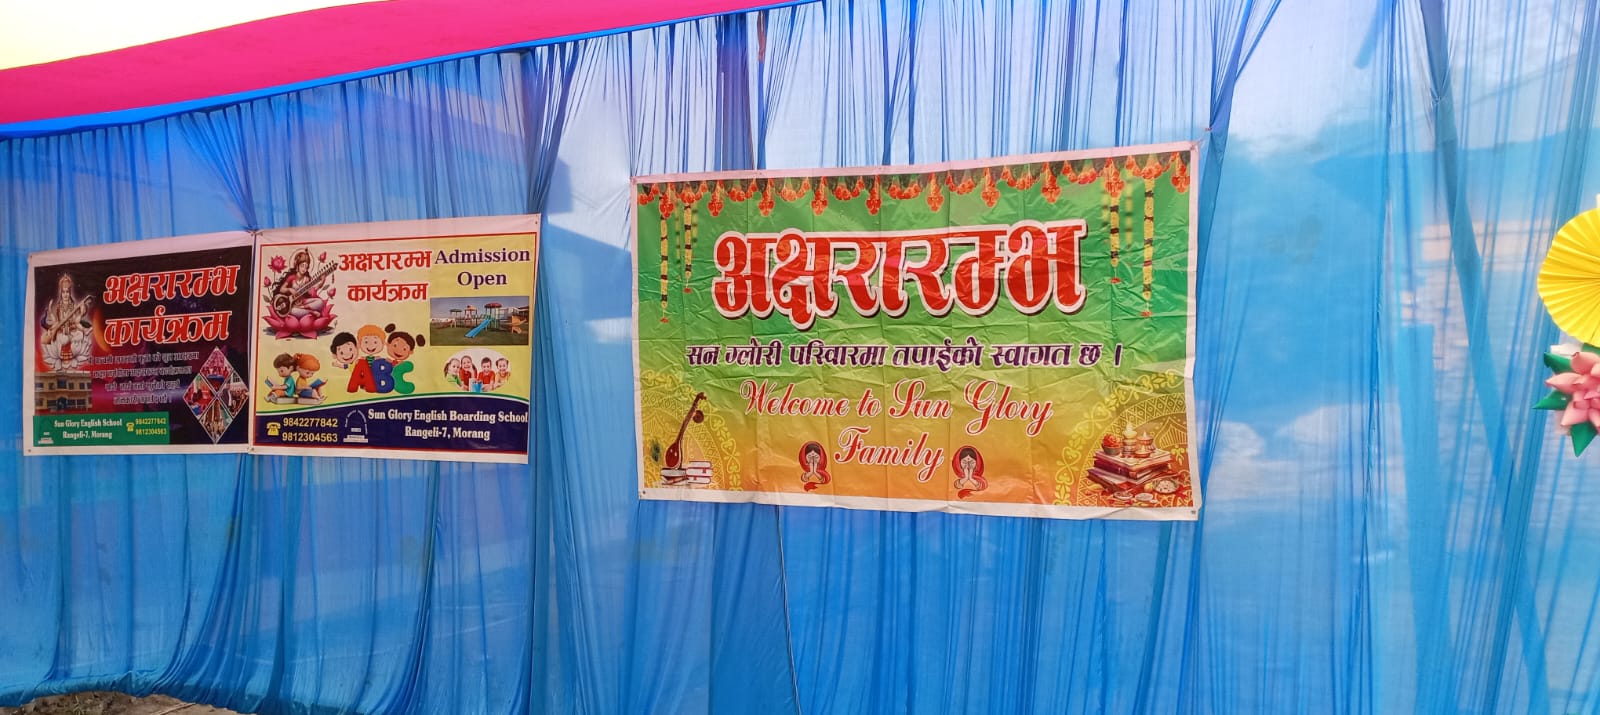 अक्षरारम्भ
कार्यक्रम
Sun Glory English School
Rangeli-7, Morang
9842277842
9812304563
अक्षरारम्भ
कार्यक्रम
Admission
Open
ABC
9842277842
9812304563
Sun Glory English Boarding School
Rangeli-7, Morang
अक्षरारम्भ
सन ग्लोरी परिवारमा तपाईको स्वागत छ ।
Welcome to Sun Glory
Family